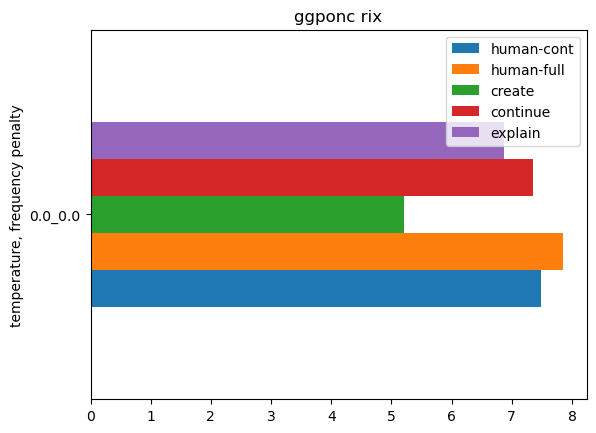 ggponc rix
human-cont
human-full
create
continue
explain
temperature, frequency penalty
0.0_0.0
0 1 2 3 4 5 6 7 8